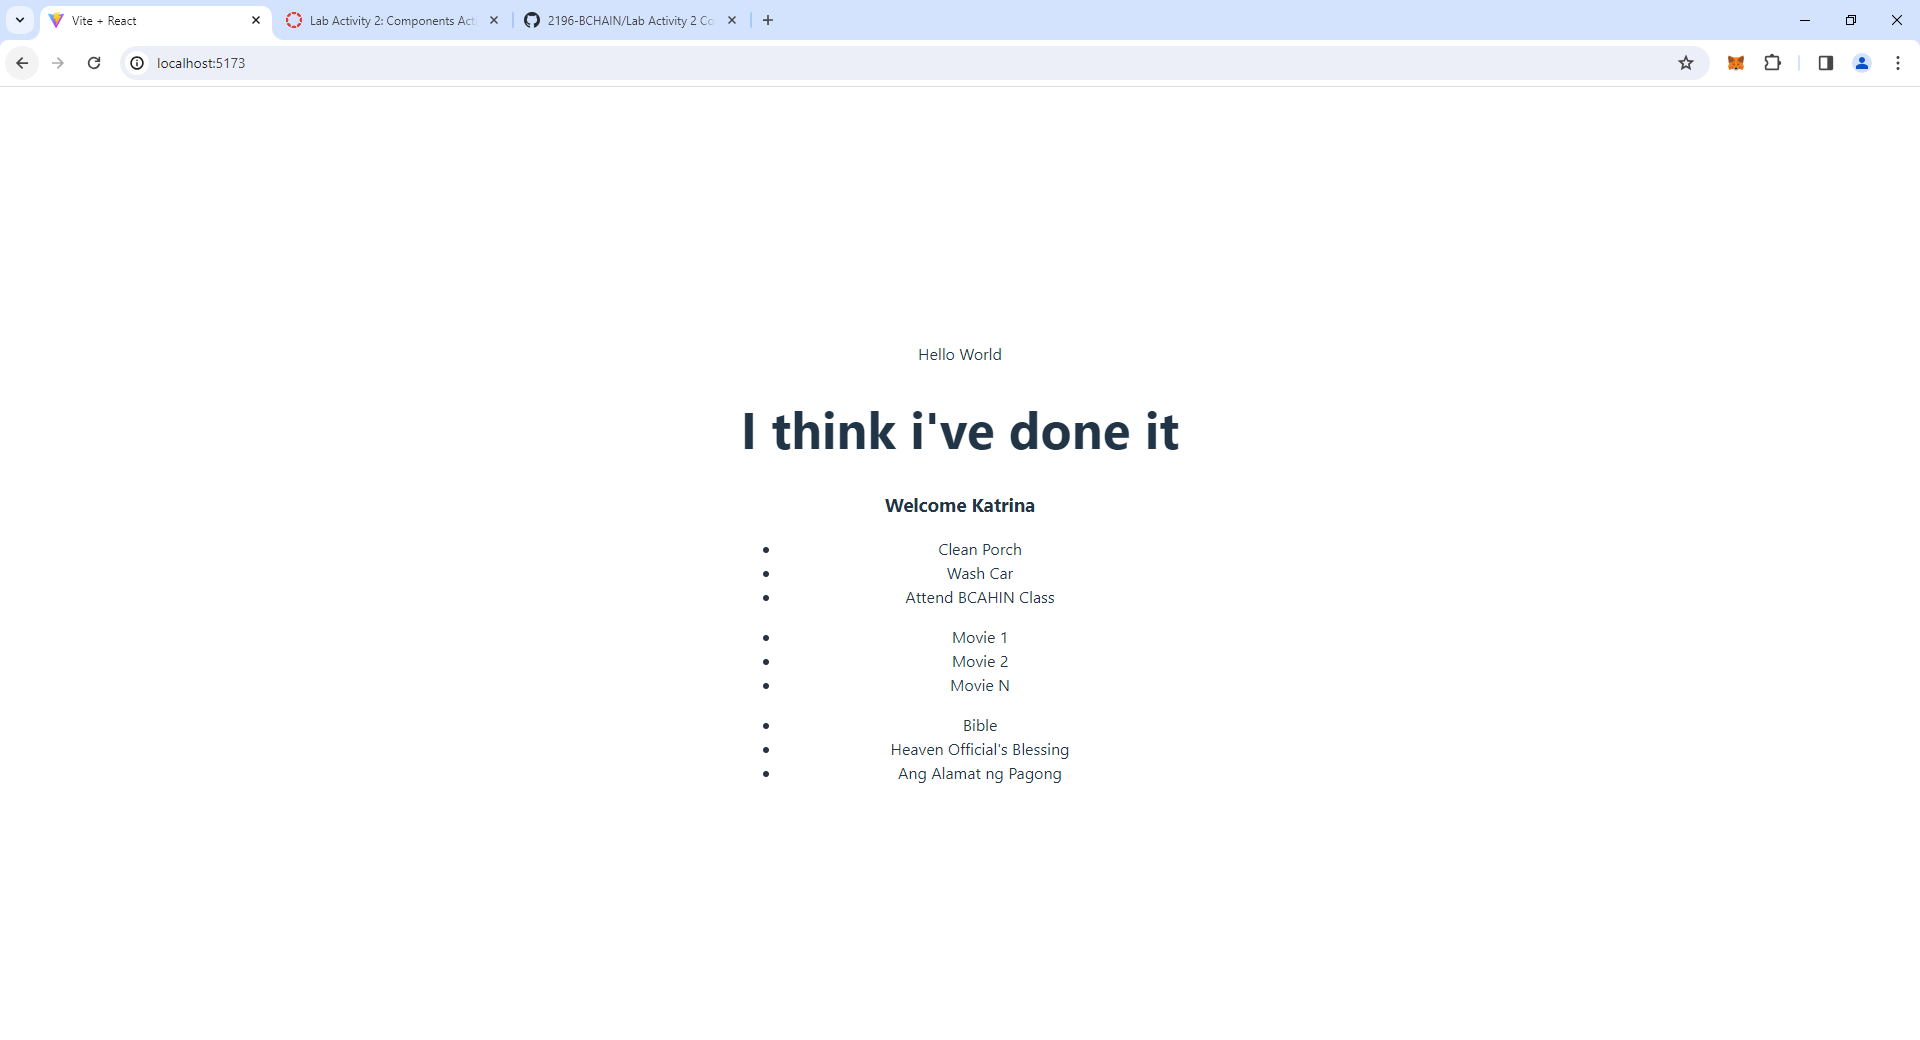 Vite + React
Lab Activity 2: Components Acti
2196-BCHAIN/Lab Activity 2 Co
localhost:5173
Hello World
I think i've done it
Welcome Katrina
Clean Porch
Wash Car
Attend BCAHIN Class
Movie 1
Movie 2
Movie N
Bible
Heaven Official's Blessing
Ang Alamat ng Pagong